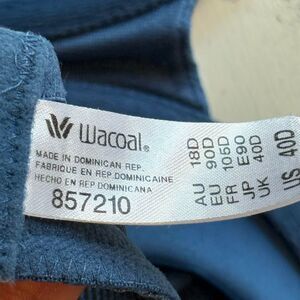 Wacoal®
MADE IN DOMINICAN REP.
FABRIQUE EN REP. DOMINICAINE
HECHO EN REP. DOMINICANA
857210
AU 18D
EU 90D
FR 105D
JP E90
UK 40D
US 40D